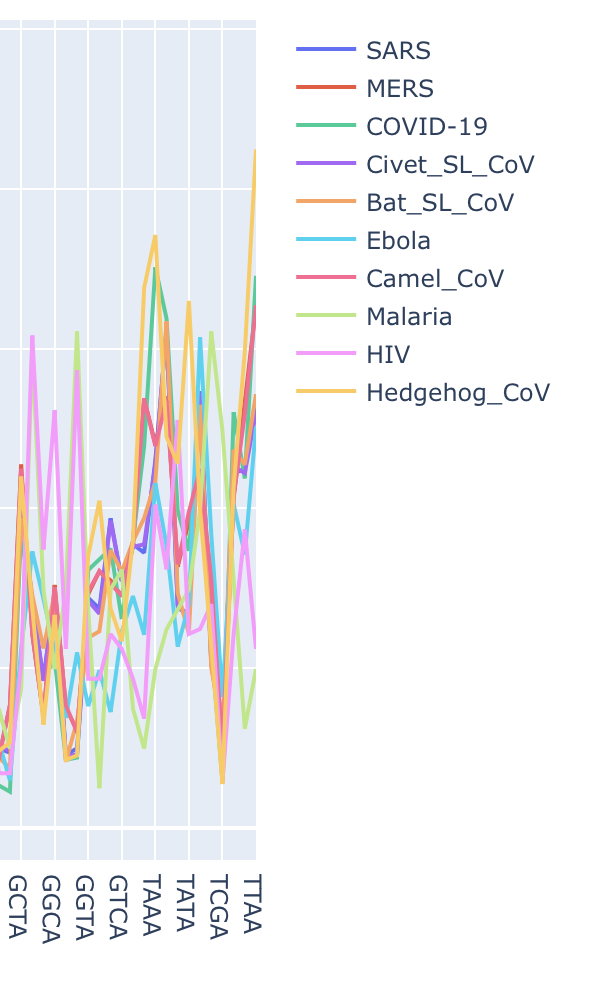 SARS
MERS
COVID-19
Civet_SL_CoV
Bat_SL_CoV
Ebola
Camel_CoV
Malaria
HIV
Hedgehog_CoV
GCTA
GGCA
GGTA
GTCA
TAAA
TATA
TCGA
TTAA